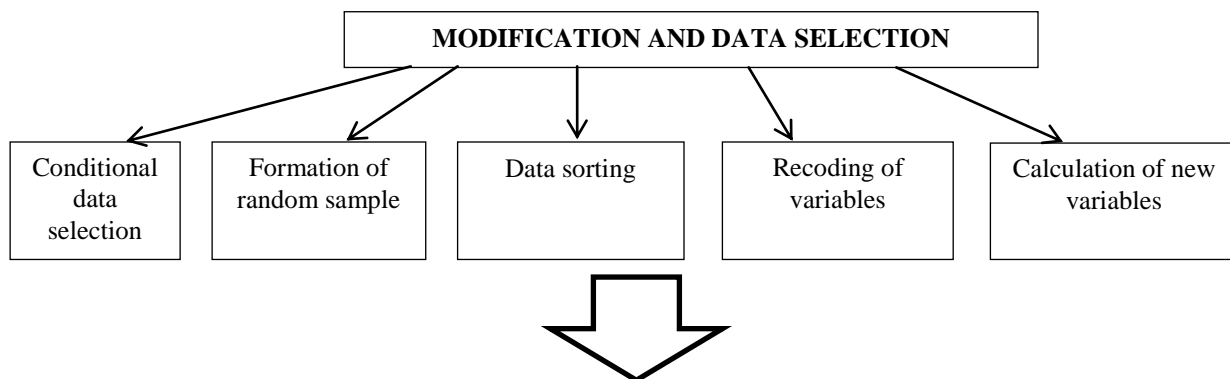 MODIFICATION AND DATA SELECTION
Conditional
data
selection
Formation of
random sample
Data sorting
Recoding of
variables
Calculation of new
variables